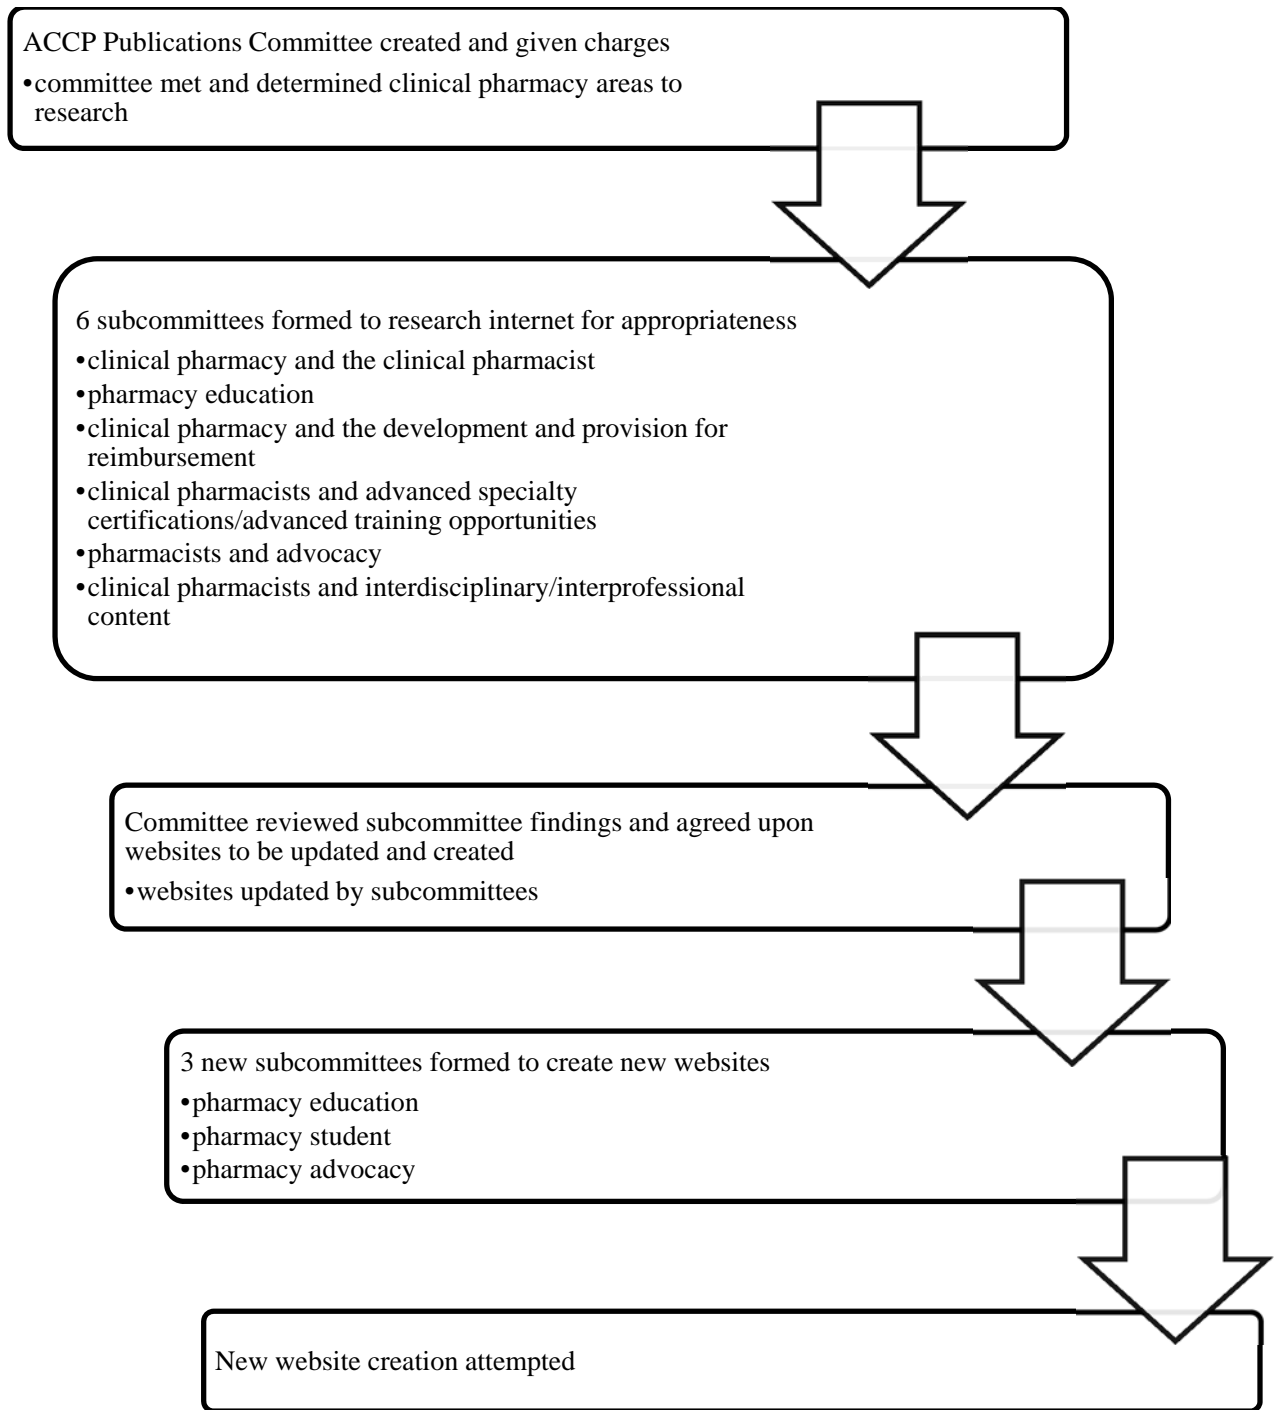 ACCP Publications Committee created and given charges
•committee met and determined clinical pharmacy areas to
research
6 subcommittees formed to research internet for appropriateness
•clinical pharmacy and the clinical pharmacist
•pharmacy education
•clinical pharmacy and the development and provision for
reimbursement
•clinical pharmacists and advanced specialty
certifications/advanced training opportunities
•pharmacists and advocacy
•clinical pharmacists and interdisciplinary/interprofessional
content
Committee reviewed subcommittee findings and agreed upon
websites to be updated and created
•websites updated by subcommittees
3 new subcommittees formed to create new websites
•pharmacy education
•pharmacy student
•pharmacy advocacy
New website creation attempted